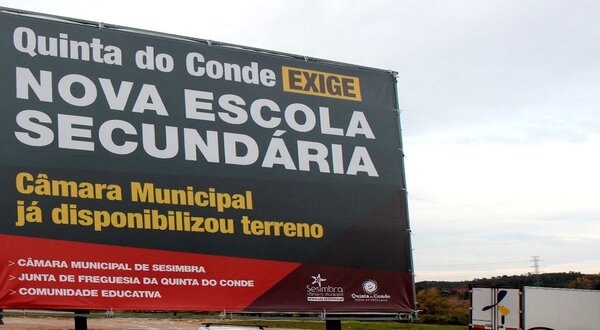 Quinta do Conde EXIGE
NOVA ESCOLA
SECUNDÁRIA
Câmara Municipal
já disponibilizou terreno
> CÂMARA MUNICIPAL DE SESIMBRA
> JUNTA DE FREGUESIA DA QUINTA DO CONDE
> COMUNIDADE EDUCATIVA
Sesimbra
Quinta do Conde